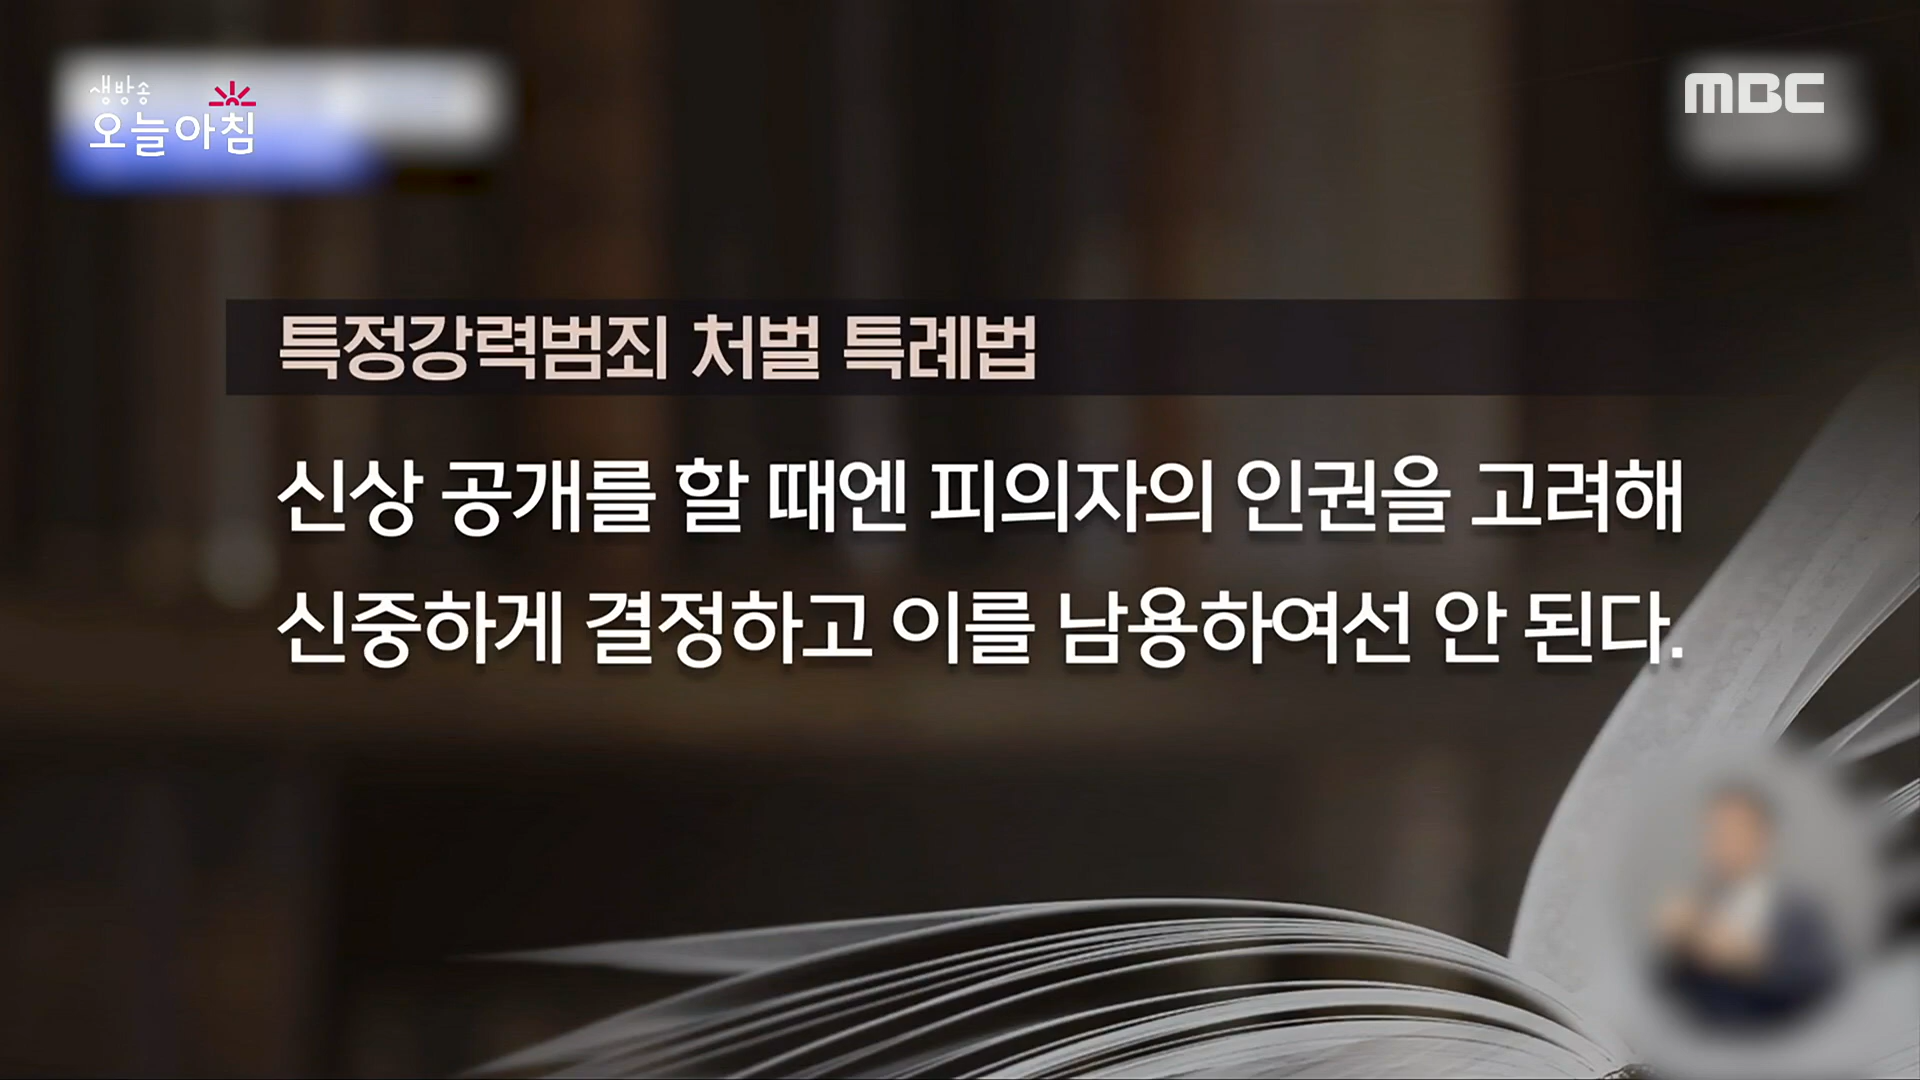 생방송
오늘아침
MBC
특정강력범죄 처벌 특례법
신상 공개를 할 때엔 피의자의 인권을 고려해
신중하게 결정하고 이를 남용하여선 안 된다.